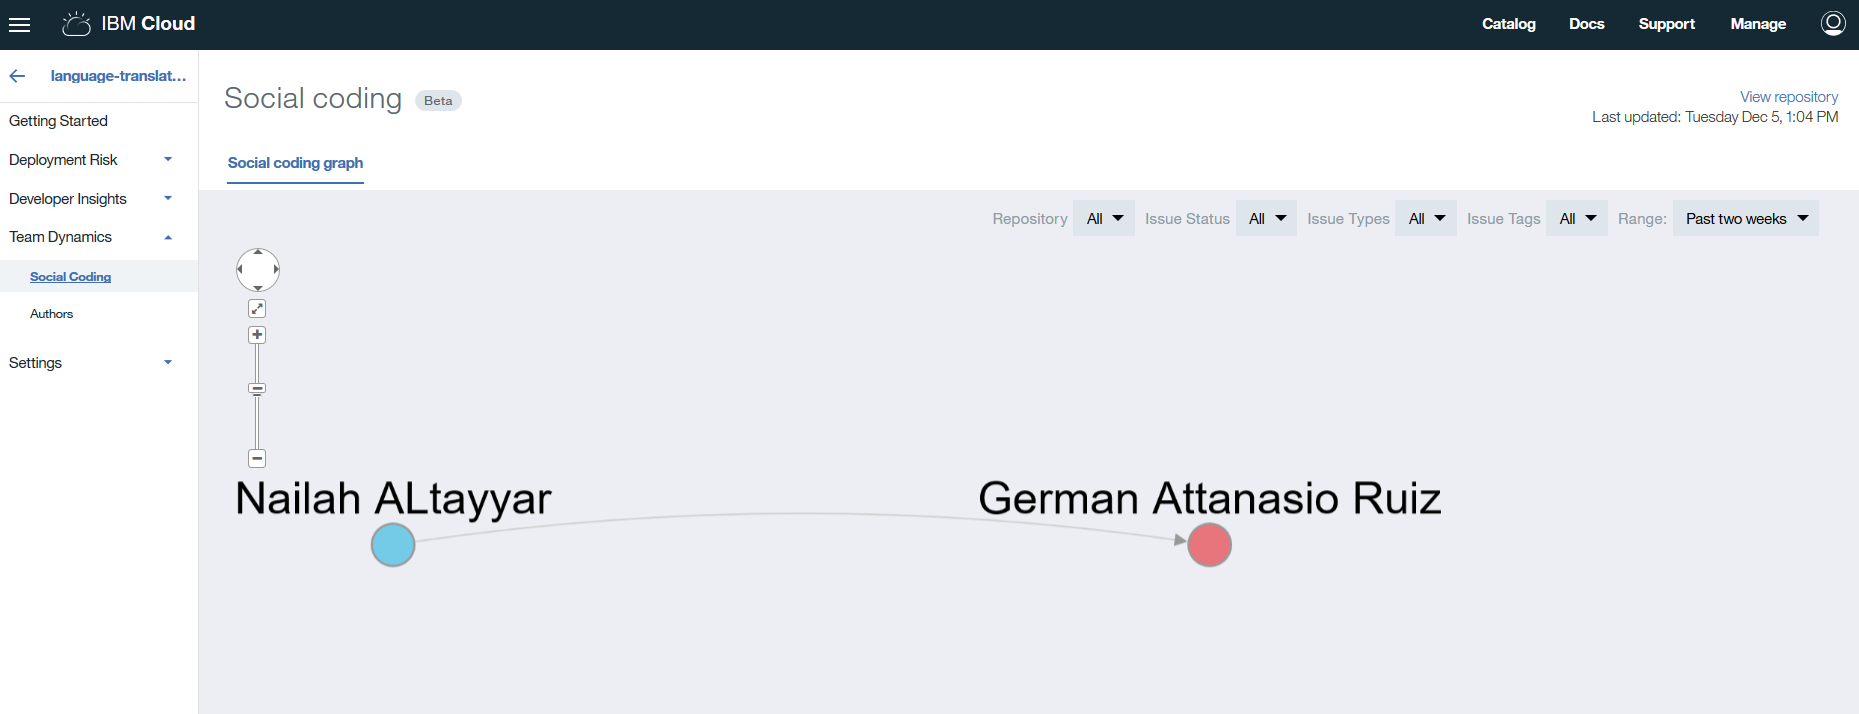 IBM Cloud
Catalog Docs Support Manage
language-translat...
Getting Started
Deployment Risk
Developer Insights
Team Dynamics
Social Coding
Authors
Settings
Social coding Beta
View repository
Last updated: Tuesday Dec 5, 1:04 PM
Social coding graph
Repository All Issue Status All Issue Types All Issue Tags All Range: Past two weeks
Nailah ALtayyar German Attanasio Ruiz